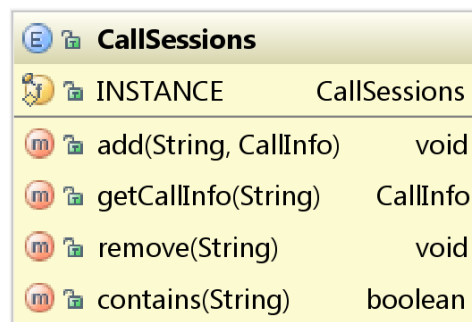 E CallSessions
f INSTANCE CallSessions
m add(String, CallInfo) void
m getCallInfo(String) CallInfo
m remove(String) void
m contains(String) boolean